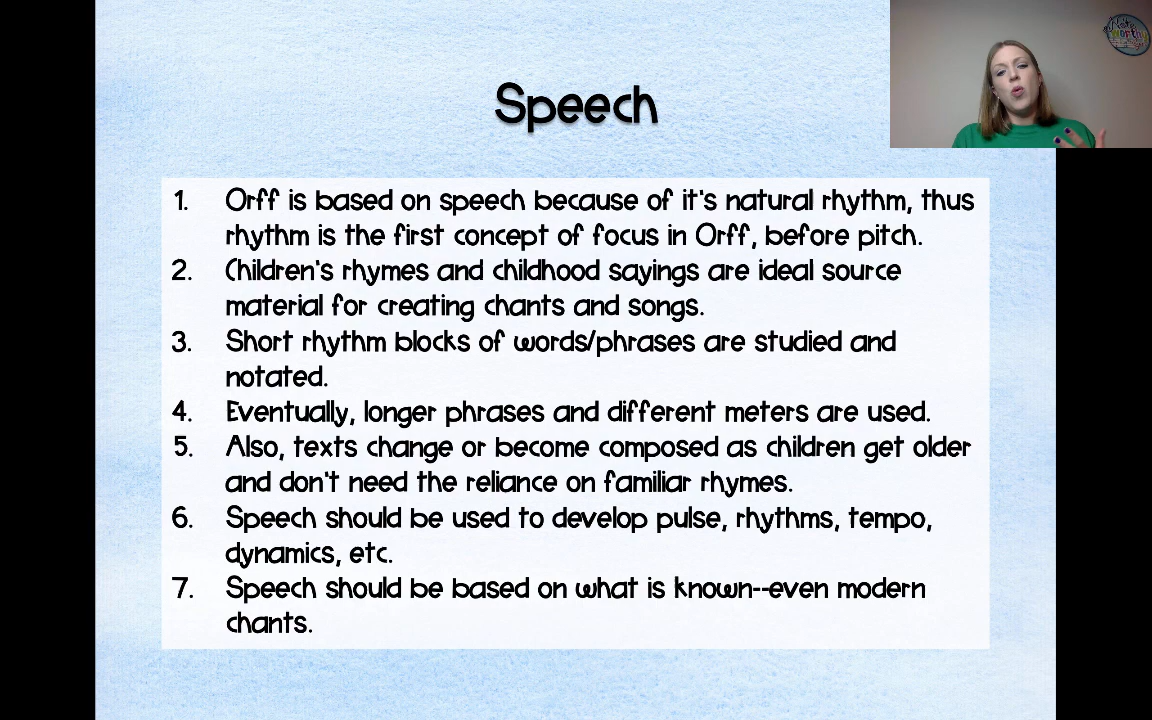 Speech
1. Orff is based on speech because of it's natural rhythm, thus
rhythm is the first concept of focus in Orff, before pitch.
2. Children's rhymes and childhood sayings are ideal source
material for creating chants and songs.
3. Short rhythm blocks of words/phrases are studied and
notated.
4. Eventually, longer phrases and different meters are used.
5. Also, texts change or become composed as children get older
and don't need the reliance on familiar rhymes.
6. Speech should be used to develop pulse, rhythms, tempo,
dynamics, etc.
7. Speech should be based on what is known--even modern
chants.